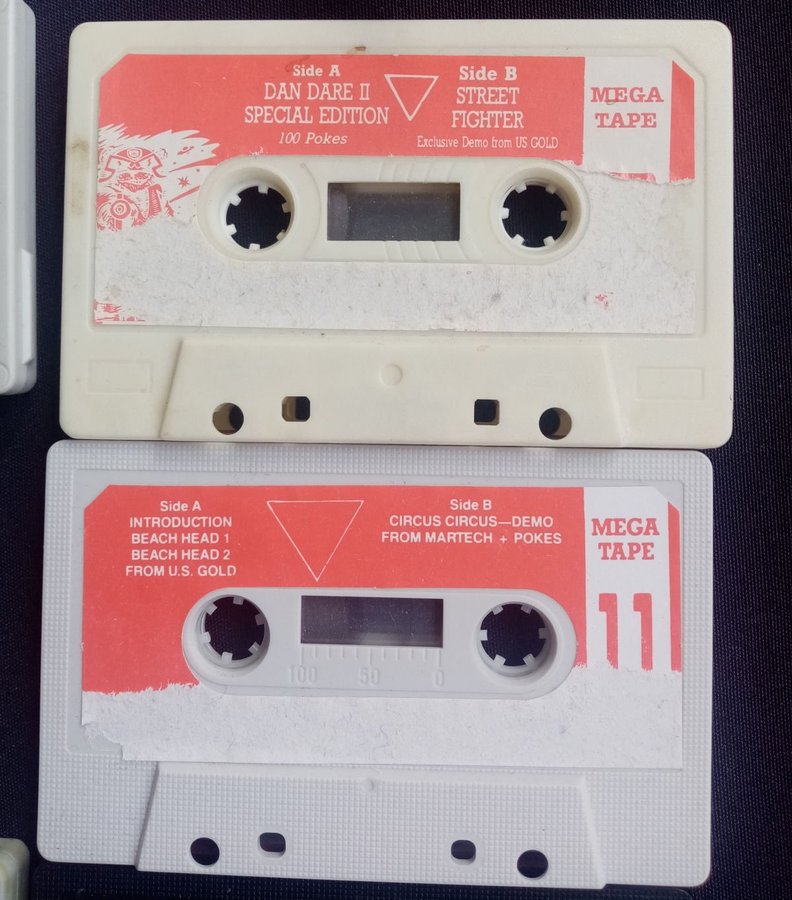 Side A
DAN DARE II
SPECIAL EDITION
100 Pokes
Side B
STREET
FIGHTER
Exclusive Demo from US GOLD
MEGA
TAPE
Side A
INTRODUCTION
BEACH HEAD 1
BEACH HEAD 2
FROM U.S. GOLD
Side B
CIRCUS CIRCUS—DEMO
FROM MARTECH + POKES
MEGA
TAPE
11
100 50 0